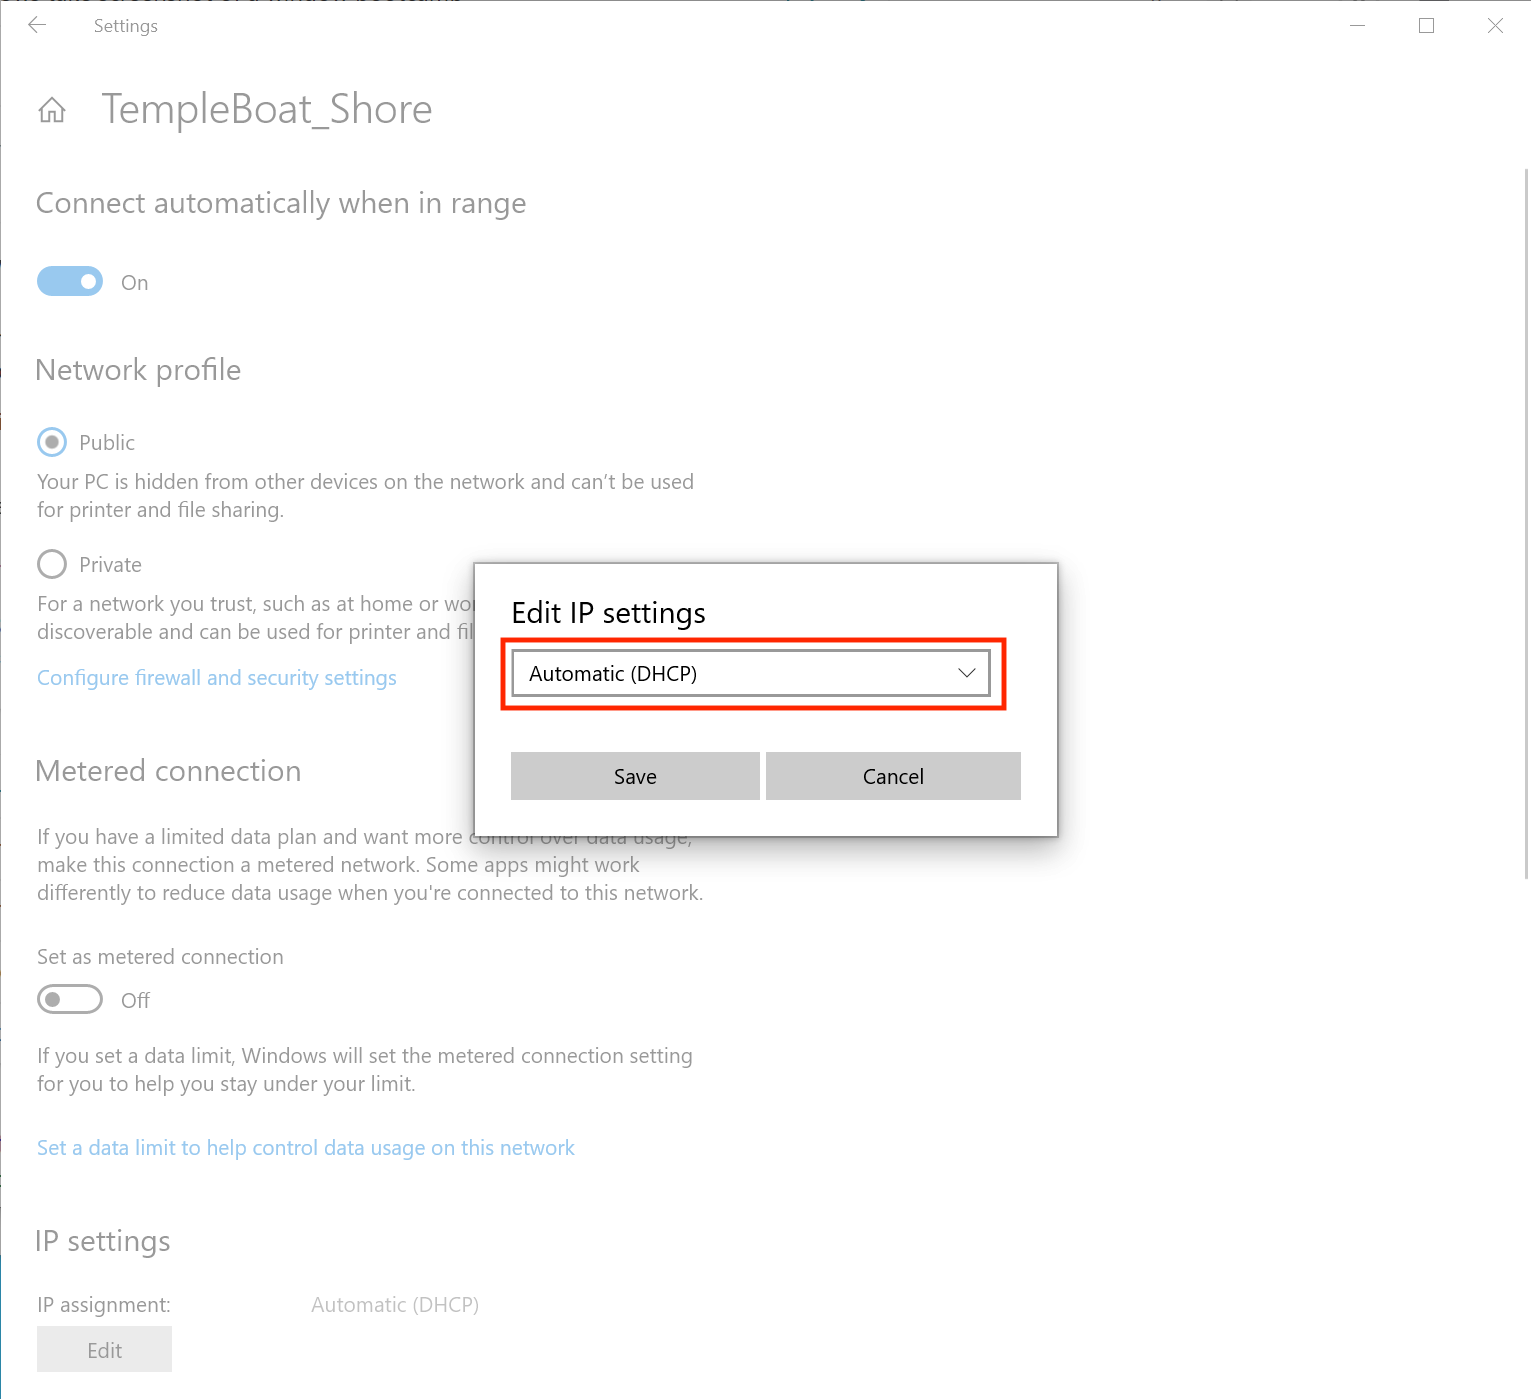 Settings
TempleBoat_Shore
Connect automatically when in range
On
Network profile
Public
Your PC is hidden from other devices on the network and can’t be used
for printer and file sharing.
Private
For a network you trust, such as at home or
discoverable and can be used for printer and
Configure firewall and security settings
Edit IP settings
Automatic (DHCP)
Save
Cancel
Metered connection
If you have a limited data plan and want more control over data usage,
make this connection a metered network. Some apps might work
differently to reduce data usage when you're connected to this network.
Set as metered connection
Off
If you set a data limit, Windows will set the metered connection setting
for you to help you stay under your limit.
Set a data limit to help control data usage on this network
IP settings
IP assignment:
Automatic (DHCP)
Edit